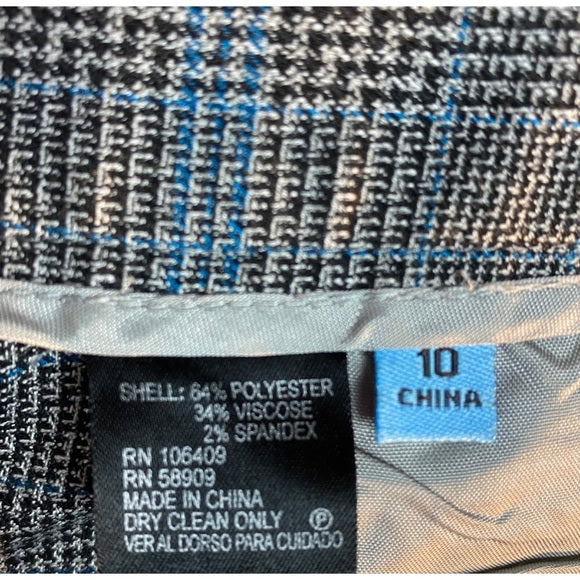 SHELL: 64% POLYESTER
34% VISCOSE
2% SPANDEX
RN 106409
RN 58909
MADE IN CHINA
DRY CLEAN ONLY Ⓟ
VER AL DORSO PARA CUIDADO
10
CHINA